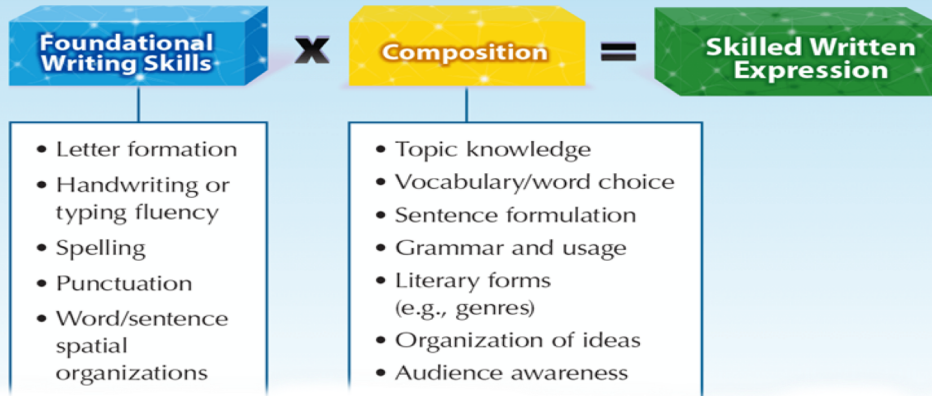 Foundational
Writing Skills
x
Composition
=
Skilled Written
Expression
• Letter formation
• Handwriting or
typing fluency
• Spelling
• Punctuation
• Word/sentence
spatial
organizations
• Topic knowledge
• Vocabulary/word choice
• Sentence formulation
• Grammar and usage
• Literary forms
(e.g., genres)
• Organization of ideas
• Audience awareness